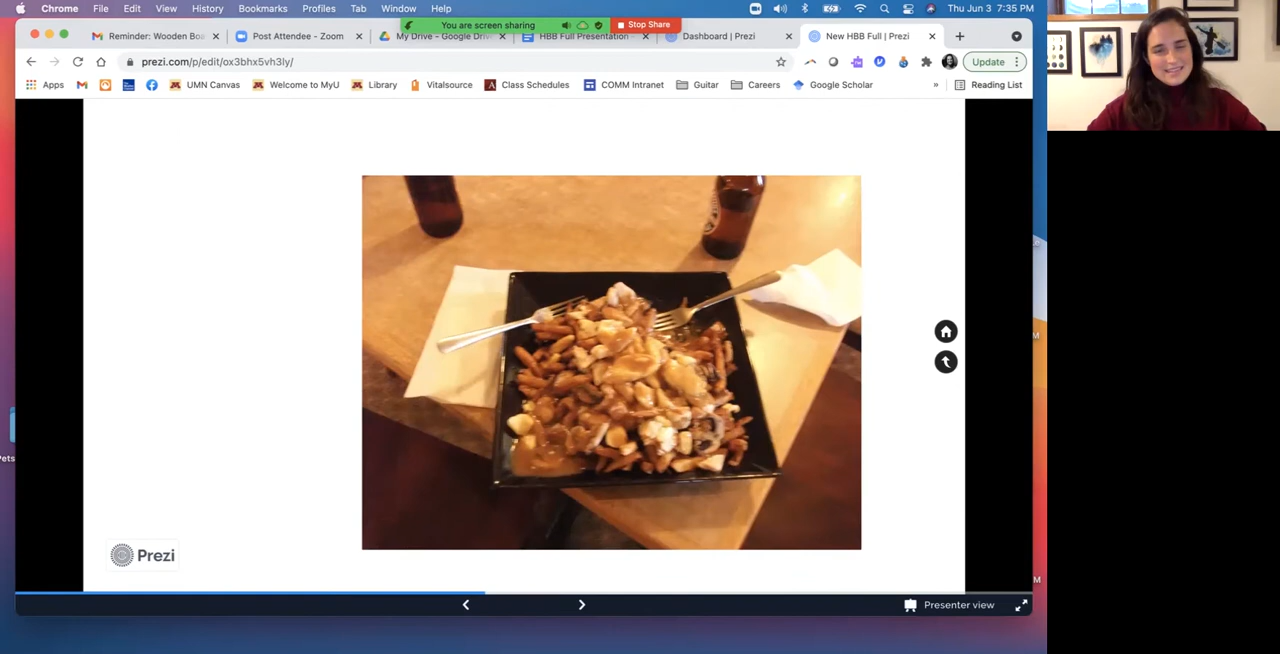 Chrome File Edit View History Bookmarks Profiles Tab Window Help Thu Jun 3 7:35 PM
You are screen sharing Stop Share
Reminder: Wooden Boa
Post Attendee - Zoom
My Drive - Google Drive
HBB Full Presentation -
Dashboard | Prezi
New HBB Full | Prezi
prezi.com/p/edit/ox3bhx5vh3ly/
Update
Apps UMN Canvas Welcome to MyU Library Vitalsource Class Schedules COMM Intranet Guitar Careers Google Scholar » Reading List
Prezi
Presenter view